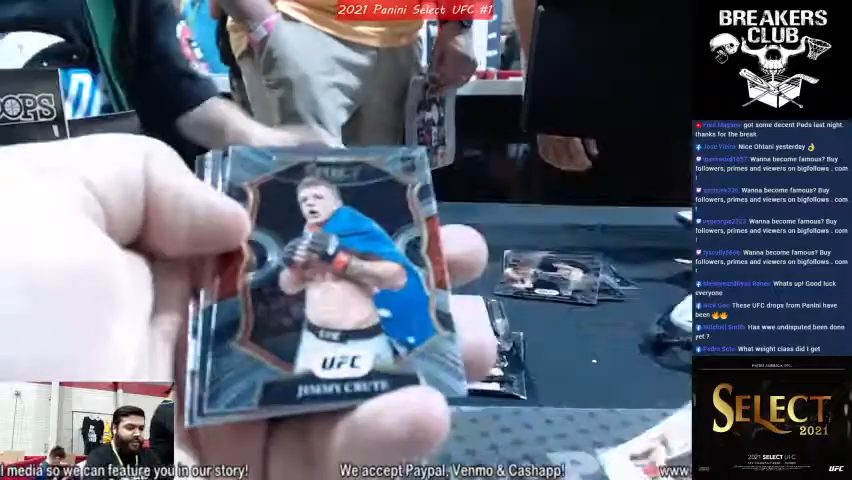 2021 Panini Select UFC #1
BREAKERS
CLUB
OOPS
SELECT
UFC
JIMMY CRUTE
got some decent Pods last night.
thanks for the break
Nice Ohtani yesterday 👌
Wanna become famous? Buy
followers, primes and viewers on bigfollows . com
!
Wanna become famous? Buy
followers, primes and viewers on bigfollows . com
!
Wanna become famous? Buy
followers, primes and viewers on bigfollows . com
!
Wanna become famous? Buy
followers, primes and viewers on bigfollows . com
!
Whats up! Good luck
everyone
These UFC drops from Panini have
been 🔥🔥
Mitchell Smith: Has wwe undisputed been done
yet ?
What weight class did I get
SELECT
2021
2021 SELECT UFC
UFC
l media so we can feature you in our story!
We accept Paypal, Venmo & Cashapp!
www